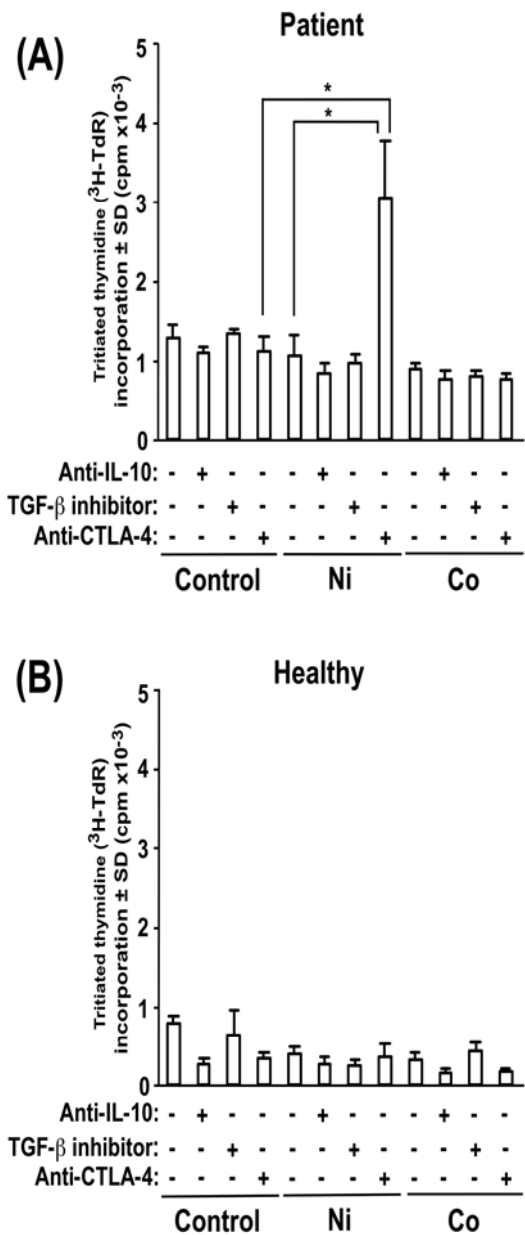 (A)
Patient
Tritiated thymidine (³H-TdR)
incorporation ± SD (cpm x10⁻³)
5
4
3
2
1
0
*
*
Anti-IL-10: - + - - - + - - - + - -
TGF-β inhibitor: - - + - - - + - - - + -
Anti-CTLA-4: - - - + - - - + - - - +
Control Ni Co
(B)
Healthy
Tritiated thymidine (³H-TdR)
incorporation ± SD (cpm x10⁻³)
5
4
3
2
1
0
Anti-IL-10: - + - - - + - - - + - -
TGF-β inhibitor: - - + - - - + - - - + -
Anti-CTLA-4: - - - + - - - + - - - +
Control Ni Co